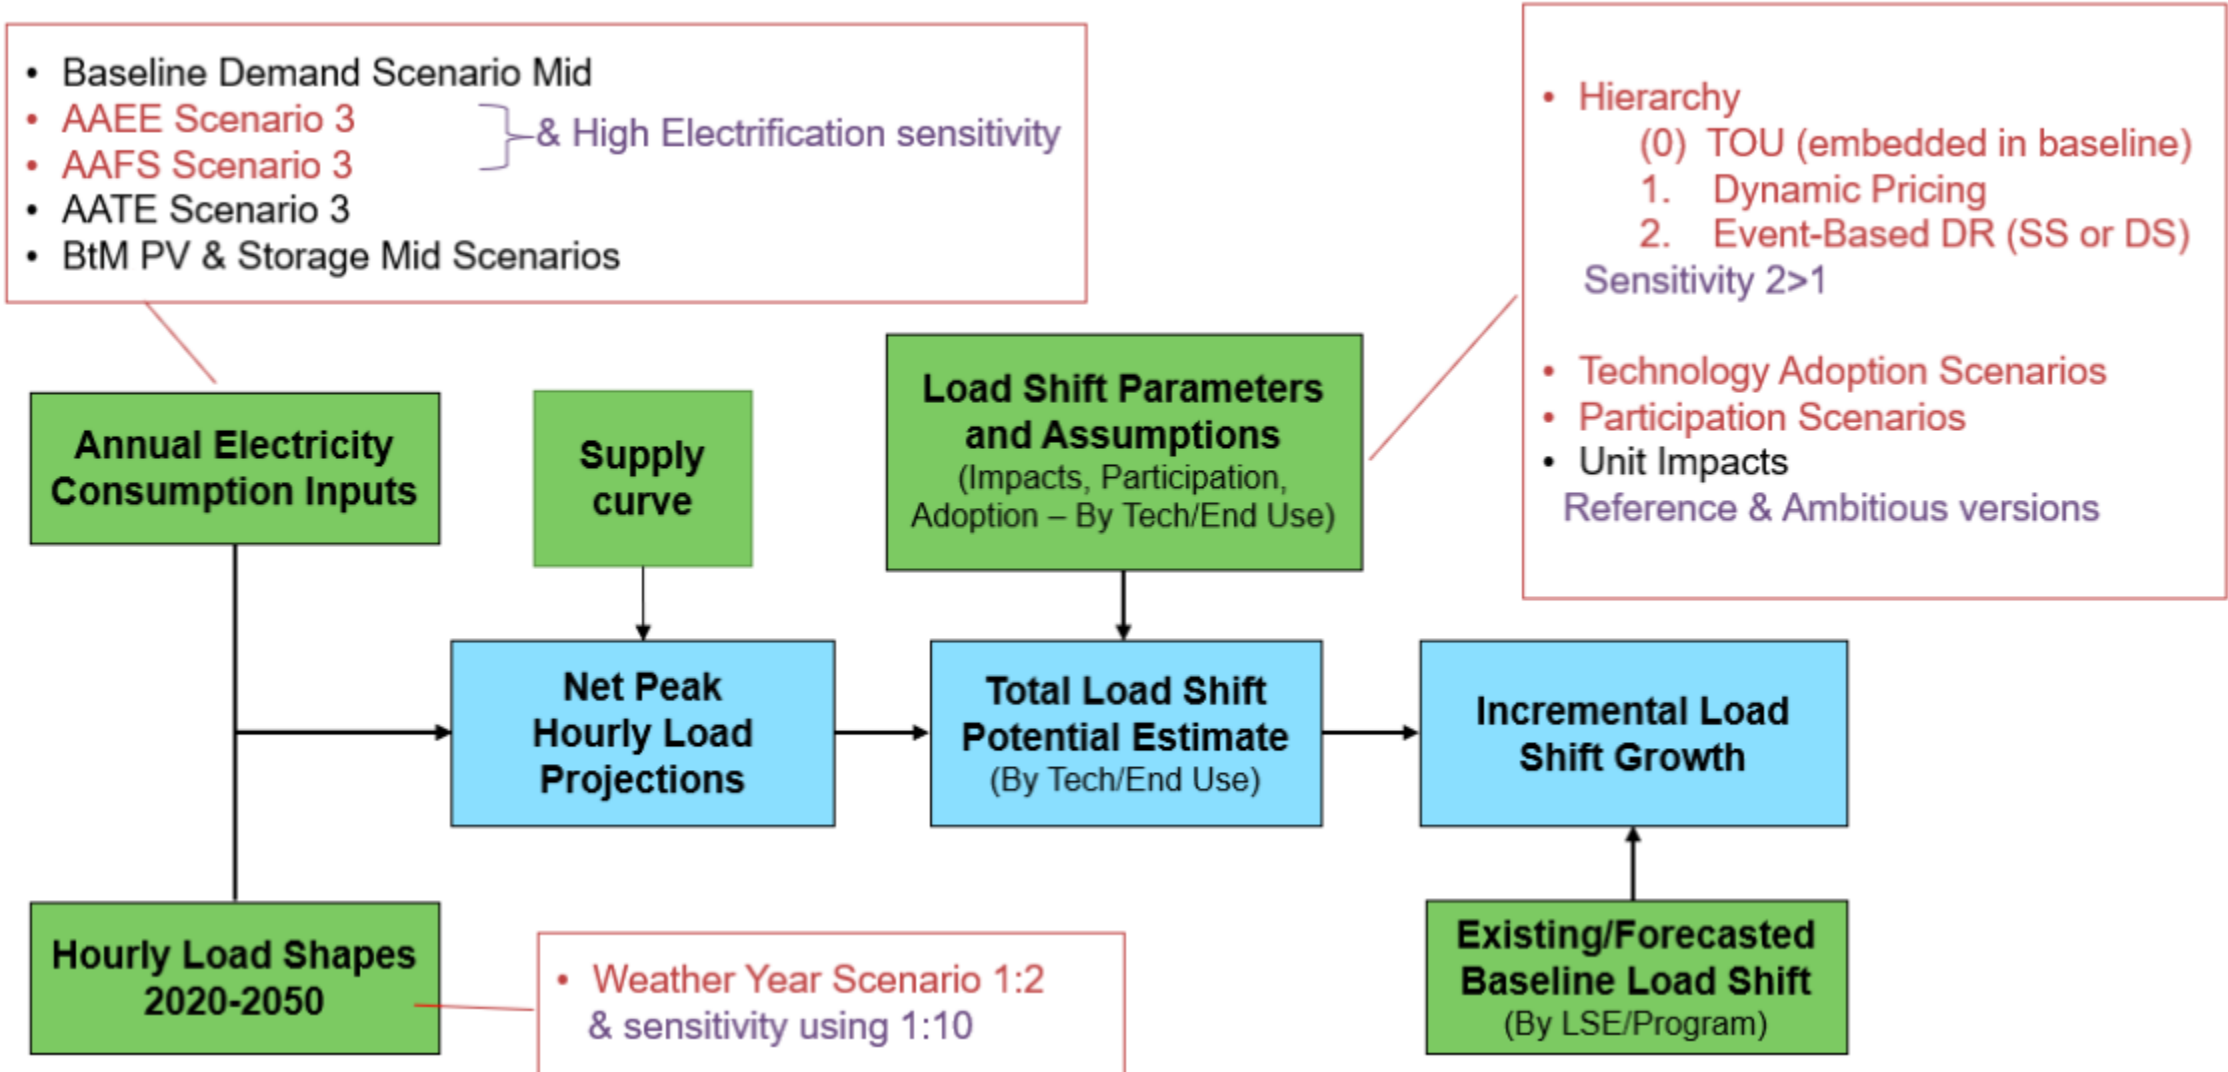 • Baseline Demand Scenario Mid
• AAEE Scenario 3
• AAFS Scenario 3
& High Electrification sensitivity
• AATE Scenario 3
• BtM PV & Storage Mid Scenarios
• Hierarchy
(0) TOU (embedded in baseline)
1. Dynamic Pricing
2. Event-Based DR (SS or DS)
Sensitivity 2>1
• Technology Adoption Scenarios
• Participation Scenarios
• Unit Impacts
Reference & Ambitious versions
Annual Electricity
Consumption Inputs
Supply
curve
Load Shift Parameters
and Assumptions
(Impacts, Participation,
Adoption – By Tech/End Use)
Net Peak
Hourly Load
Projections
Total Load Shift
Potential Estimate
(By Tech/End Use)
Incremental Load
Shift Growth
Hourly Load Shapes
2020-2050
• Weather Year Scenario 1:2
& sensitivity using 1:10
Existing/Forecasted
Baseline Load Shift
(By LSE/Program)